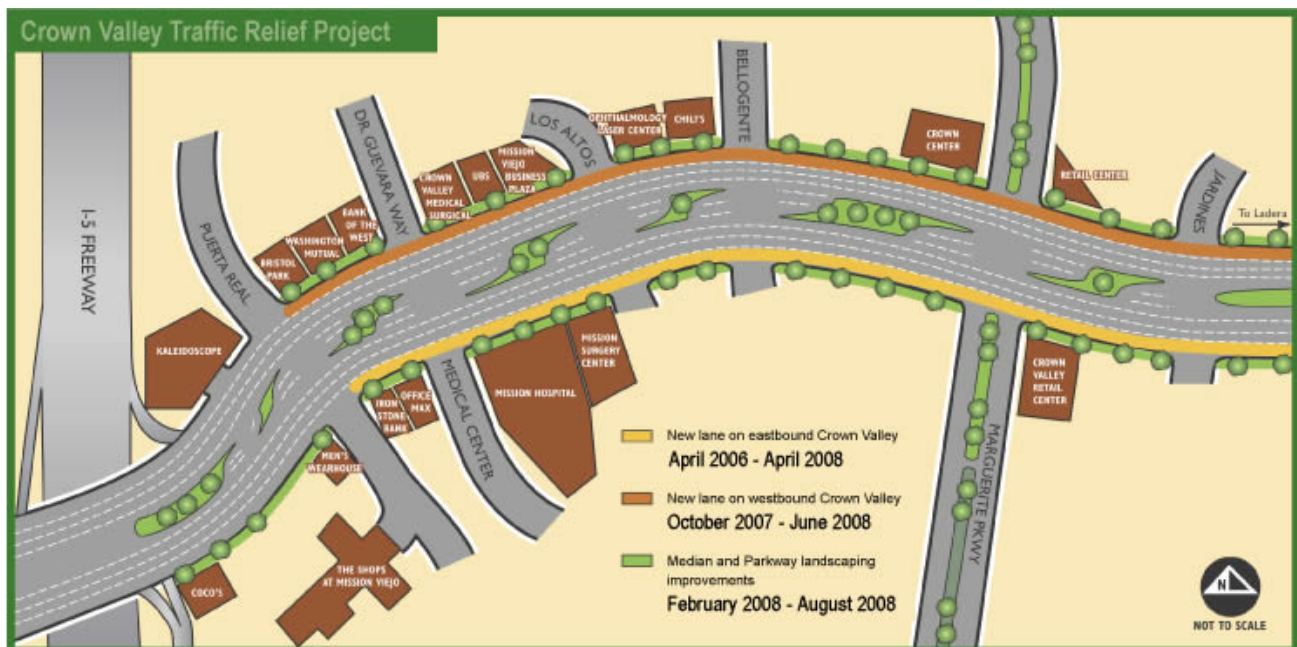 Crown Valley Traffic Relief Project
I-5 FREEWAY
PUERTA REAL
DR. GUEVARA WAY
LOS ALTOS
BELLOGENTE
JARDINES
To Ladera
KALEIDOSCOPE
BRISTOL
PARK
WASHINGTON
MUTUAL
BANK
OF THE
WEST
CROWN
VALLEY
MEDICAL
SURGICAL
UBS
MISSION
VIEJO
BUSINESS
PLAZA
OPHTHALMOLOGY
LASER CENTER
CHILI'S
CROWN
CENTER
RETAIL CENTER
COCO'S
MEN'S
WEARHOUSE
THE SHOPS
AT MISSION VIEJO
IRON
STONE
BANK
OFFICE
MAX
MEDICAL CENTER
MISSION HOSPITAL
MISSION
SURGERY
CENTER
MARGUERITE PKWY
CROWN
VALLEY
RETAIL
CENTER
New lane on eastbound Crown Valley
April 2006 - April 2008
New lane on westbound Crown Valley
October 2007 - June 2008
Median and Parkway landscaping
improvements
February 2008 - August 2008
N
NOT TO SCALE